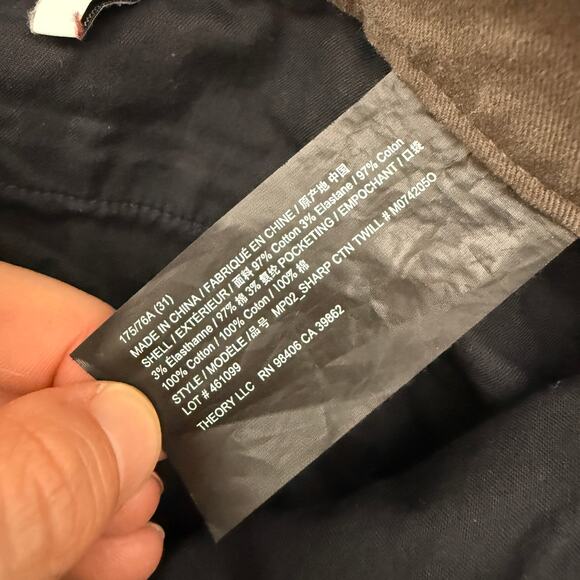 175/76A (31)
MADE IN CHINA / FABRIQUÉ EN CHINE / 原产地 中国
SHELL / EXTÉRIEUR / 面料 97% Cotton 3% Elastane / 97% Coton
3% Élasthanne / 97% 棉 3% 氨纶 POCKETING / EMPOCHANT / 口袋
100% Cotton / 100% Coton / 100% 棉
STYLE / MODÈLE / 品号 MP02_SHARP CTN TWILL # M074205O
LOT # 461099
THEORY LLC RN 98406 CA 39862